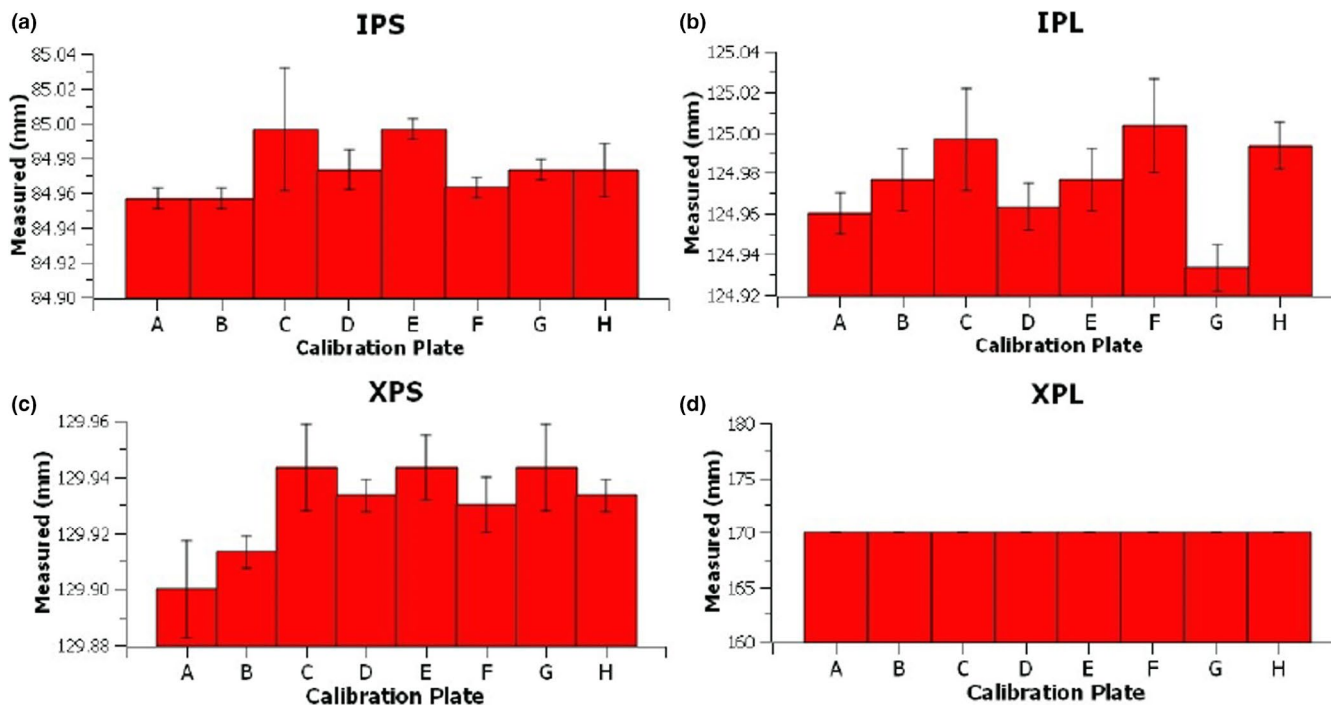 (a)
IPS
85.04
85.02
85.00
84.98
84.96
84.94
84.92
84.90
Measured (mm)
A B C D E F G H
Calibration Plate
(b)
IPL
125.04
125.02
125.00
124.98
124.96
124.94
124.92
Measured (mm)
A B C D E F G H
Calibration Plate
(c)
XPS
129.96
129.94
129.92
129.90
129.88
Measured (mm)
A B C D E F G H
Calibration Plate
(d)
XPL
180
175
170
165
160
Measured (mm)
A B C D E F G H
Calibration Plate